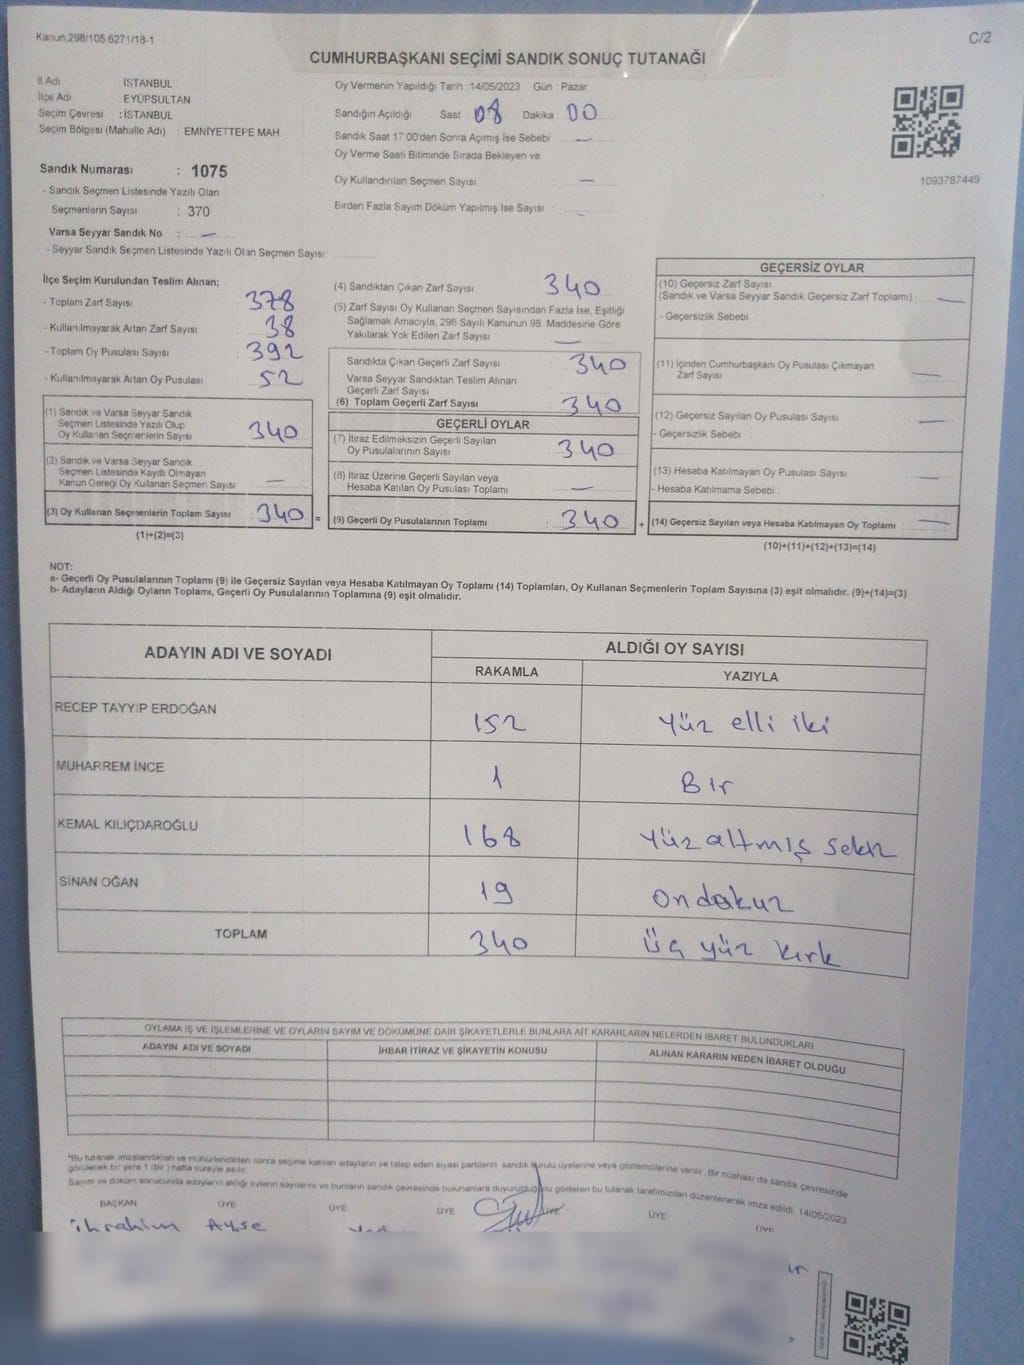 Kanun:298/105 6271/18-1
C/2
CUMHURBAŞKANI SEÇİMİ SANDIK SONUÇ TUTANAĞI
İl Adı : İSTANBUL
İlçe Adı : EYÜPSULTAN
Seçim Çevresi : İSTANBUL
Seçim Bölgesi (Mahalle Adı) : EMNİYETTEPE MAH.
Sandık Numarası : 1075
- Sandık Seçmen Listesinde Yazılı Olan
Seçmenlerin Sayısı : 370
Varsa Seyyar Sandık No : —
- Seyyar Sandık Seçmen Listesinde Yazılı Olan Seçmen Sayısı
Oy Vermenin Yapıldığı Tarih :14/05/2023 Gün : Pazar
Sandığın Açıldığı Saat : 08 Dakika : 00
Sandık Saat 17:00'den Sonra Açımış İse Sebebi : —
Oy Verme Saati Bitiminde Sırada Bekleyen ve
Oy Kullandırılan Seçmen Sayısı : —
Birden Fazla Sayım Döküm Yapılmış İse Sayısı : —
1093787449
İlçe Seçim Kurulundan Teslim Alınan;
- Toplam Zarf Sayısı : 378
- Kullanılmayarak Artan Zarf Sayısı : 38
- Toplam Oy Pusulası Sayısı : 392
- Kullanılmayarak Artan Oy Pusulası : 52
(1) Sandık ve Varsa Seyyar Sandık
Seçmen Listesinde Yazılı Olup
Oy Kullanan Seçmenlerin Sayısı : 340
(2) Sandık ve Varsa Seyyar Sandık
Seçmen Listesinde Kayıtlı Olmayan
Kanun Gereği Oy Kullanan Seçmen Sayısı : —
(3) Oy Kullanan Seçmenlerin Toplam Sayısı : 340 =
(1)+(2)=(3)
(4) Sandıktan Çıkan Zarf Sayısı : 340
(5) Zarf Sayısı Oy Kullanan Seçmen Sayısından Fazla İse, Eşitliği
Sağlamak Amacıyla, 298 Sayılı Kanunun 98. Maddesine Göre
Yakılarak Yok Edilen Zarf Sayısı : —
Sandıkta Çıkan Geçerli Zarf Sayısı : 340
Varsa Seyyar Sandıktan Teslim Alınan
Geçerli Zarf Sayısı
(6) Toplam Geçerli Zarf Sayısı : 340
GEÇERLİ OYLAR
(7) İtiraz Edilmeksizin Geçerli Sayılan
Oy Pusulalarının Sayısı : 340
(8) İtiraz Üzerine Geçerli Sayılan veya
Hesaba Katılan Oy Pusulası Toplamı : —
(9) Geçerli Oy Pusulalarının Toplamı : 340 +
GEÇERSİZ OYLAR
(10) Geçersiz Zarf Sayısı
(Sandık ve Varsa Seyyar Sandık Geçersiz Zarf Toplamı) : —
- Geçersizlik Sebebi :
(11) İçinden Cumhurbaşkanı Oy Pusulası Çıkmayan
Zarf Sayısı : —
(12) Geçersiz Sayılan Oy Pusulası Sayısı : —
- Geçersizlik Sebebi :
(13) Hesaba Katılmayan Oy Pusulası Sayısı : —
- Hesaba Katılmama Sebebi :
(14) Geçersiz Sayılan veya Hesaba Katılmayan Oy Toplamı : —
(10)+(11)+(12)+(13)=(14)
NOT:
a- Geçerli Oy Pusulalarının Toplamı (9) ile Geçersiz Sayılan veya Hesaba Katılmayan Oy Toplamı (14) Toplamları, Oy Kullanan Seçmenlerin Toplam Sayısına (3) eşit olmalıdır. (9)+(14)=(3)
b- Adayların Aldığı Oyların Toplamı, Geçerli Oy Pusulalarının Toplamına (9) eşit olmalıdır.
ADAYIN ADI VE SOYADI
ALDIĞI OY SAYISI
RAKAMLA YAZIYLA
RECEP TAYYİP ERDOĞAN 152 Yüz elli iki
MUHARREM İNCE 1 Bir
KEMAL KILIÇDAROĞLU 168 Yüzaltmış sekiz
SİNAN OĞAN 19 ondokuz
TOPLAM 340 Üç yüz kırk
OYLAMA İŞ VE İŞLEMLERİNE VE OYLARIN SAYIM VE DÖKÜMÜNE DAİR ŞİKAYETLERLE BUNLARA AİT KARARLARIN NELERDEN İBARET BULUNDUKLARI
ADAYIN ADI VE SOYADI İHBAR İTİRAZ VE ŞİKAYETİN KONUSU ALINAN KARARIN NEDEN İBARET OLDUĞU
*Bu tutanak imzalandıktan ve mühürlendikten sonra seçime katılan adayların ve talep eden siyasi partilerin sandık kurulu üyelerine veya gözlemcilerine verilir. Bir nüshası da sandık çevresinde
görülecek bir yere 1 (bir ) hafta süreyle asılır.
Sayım ve döküm sonucunda adayların aldığı oyların sayılarını ve bunların sandık çevresinde bulunanlara duyurulduğunu gösteren bu tutanak tarafımızdan düzenlenerek imza edildi. 14/05/2023
BAŞKAN ÜYE ÜYE ÜYE ÜYE ÜYE ÜYE
ibrahim Ayse